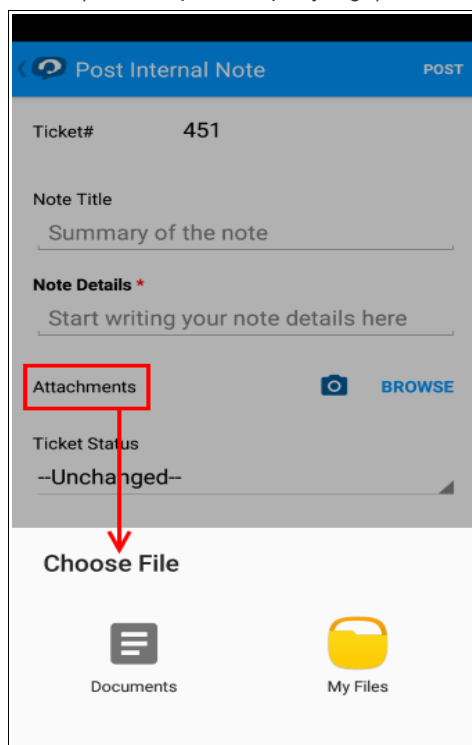 Post Internal Note POST
Ticket# 451
Note Title
Summary of the note
Note Details *
Start writing your note details here
Attachments BROWSE
Ticket Status
--Unchanged--
Choose File
Documents My Files